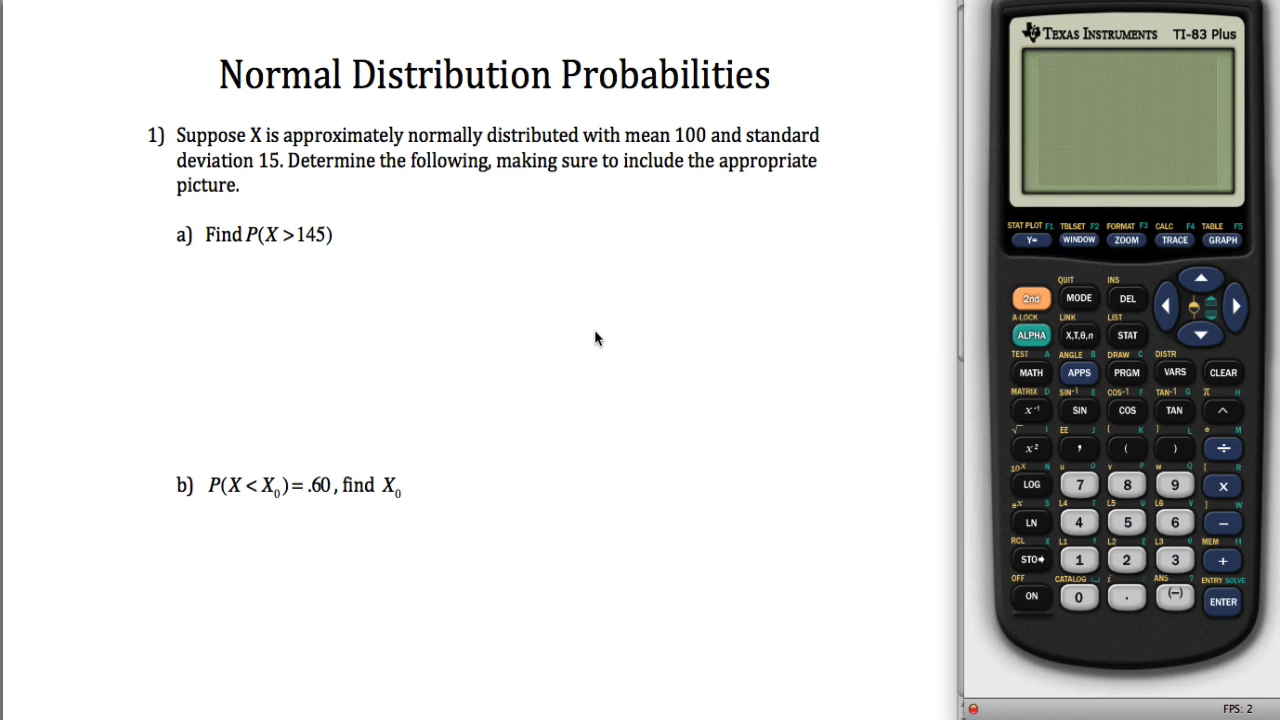 Normal Distribution Probabilities
1) Suppose X is approximately normally distributed with mean 100 and standard
deviation 15. Determine the following, making sure to include the appropriate
picture.
a) Find P(X >145)
b) P(X < X₀)= .60, find X₀
TEXAS INSTRUMENTS TI-83 Plus
STAT PLOT F1 TBLSET F2 FORMAT F3 CALC F4 TABLE F5
Y= WINDOW ZOOM TRACE GRAPH
QUIT INS
2nd MODE DEL
A-LOCK LINK LIST
ALPHA X,T,θ,n STAT
TEST A ANGLE B DRAW C DISTR
MATH APPS PRGM VARS CLEAR
MATRIX D SIN⁻¹ E COS⁻¹ F TAN⁻¹ G π H
x⁻¹ SIN COS TAN ^
√‾ I EE J { K } L e M
x² , ( ) ÷
10ˣ N u O v P w Q [ R
LOG 7 8 9 x
eˣ S L4 T L5 U L6 V ] W
LN 4 5 6 −
RCL X L1 Y L2 Z L3 θ MEM "
STO➔ 1 2 3 +
OFF CATALOG i : ANS ? ENTRY SOLVE
ON 0 . (−) ENTER
FPS: 2